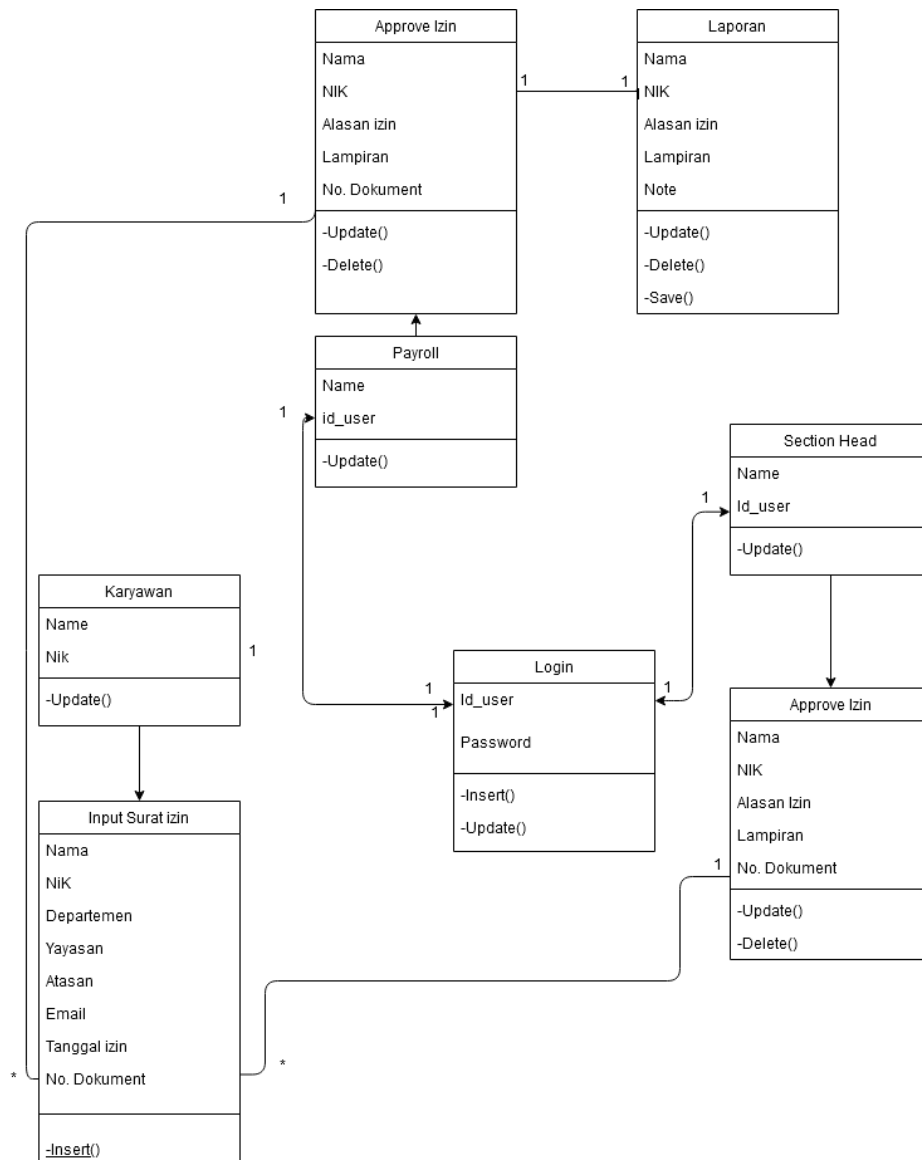 Approve Izin
Nama
NIK
Alasan izin
Lampiran
No. Dokument
-Update()
-Delete()
1
1
Laporan
Nama
NIK
Alasan izin
Lampiran
Note
-Update()
-Delete()
-Save()
1
Payroll
Name
id_user
-Update()
1
Section Head
Name
Id_user
-Update()
1
Karyawan
Name
Nik
-Update()
1
Login
Id_user
Password
-Insert()
-Update()
1
1
1
Approve Izin
Nama
NIK
Alasan Izin
Lampiran
No. Dokument
-Update()
-Delete()
1
Input Surat izin
Nama
NiK
Departemen
Yayasan
Atasan
Email
Tanggal izin
No. Dokument
-Insert()
*
*